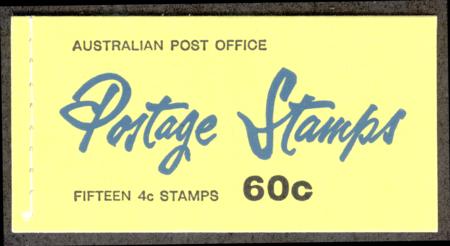 AUSTRALIAN POST OFFICE
Postage Stamps
FIFTEEN 4c STAMPS 60c